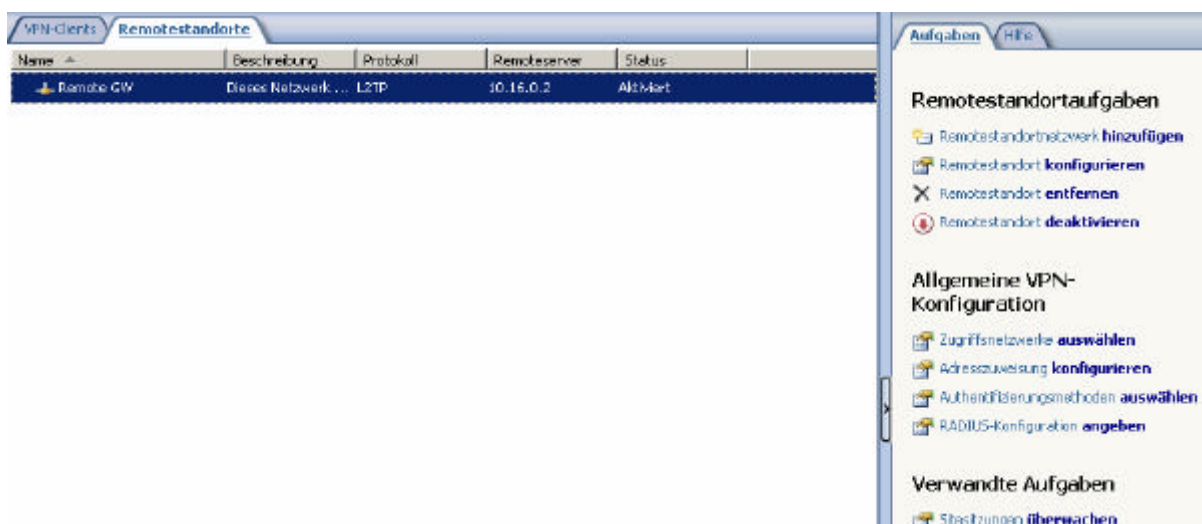 VPN-Clients Remotestandorte
Name Beschreibung Protokoll Remoteserver Status
Remote GW Dieses Netzwerk ... L2TP 10.16.0.2 Aktiviert
Aufgaben Hilfe
Remotestandortaufgaben
Remotestandortnetzwerk hinzufügen
Remotestandort konfigurieren
Remotestandort entfernen
Remotestandort deaktivieren
Allgemeine VPN-
Konfiguration
Zugriffsnetzwerke auswählen
Adresszuweisung konfigurieren
Authentifizierungsmethoden auswählen
RADIUS-Konfiguration angeben
Verwandte Aufgaben
überwachen